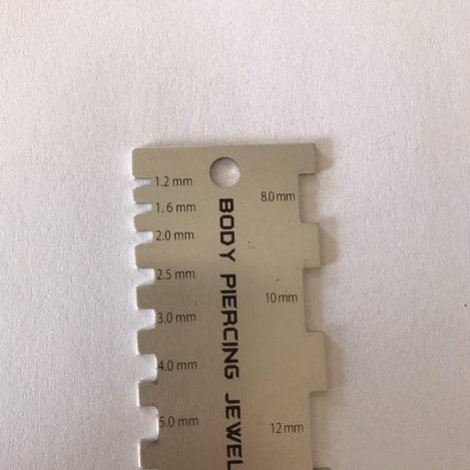 1.2 mm
1.6 mm
2.0 mm
2.5 mm
3.0 mm
4.0 mm
5.0 mm
BODY PIERCING JEWEL
8.0 mm
10 mm
12 mm